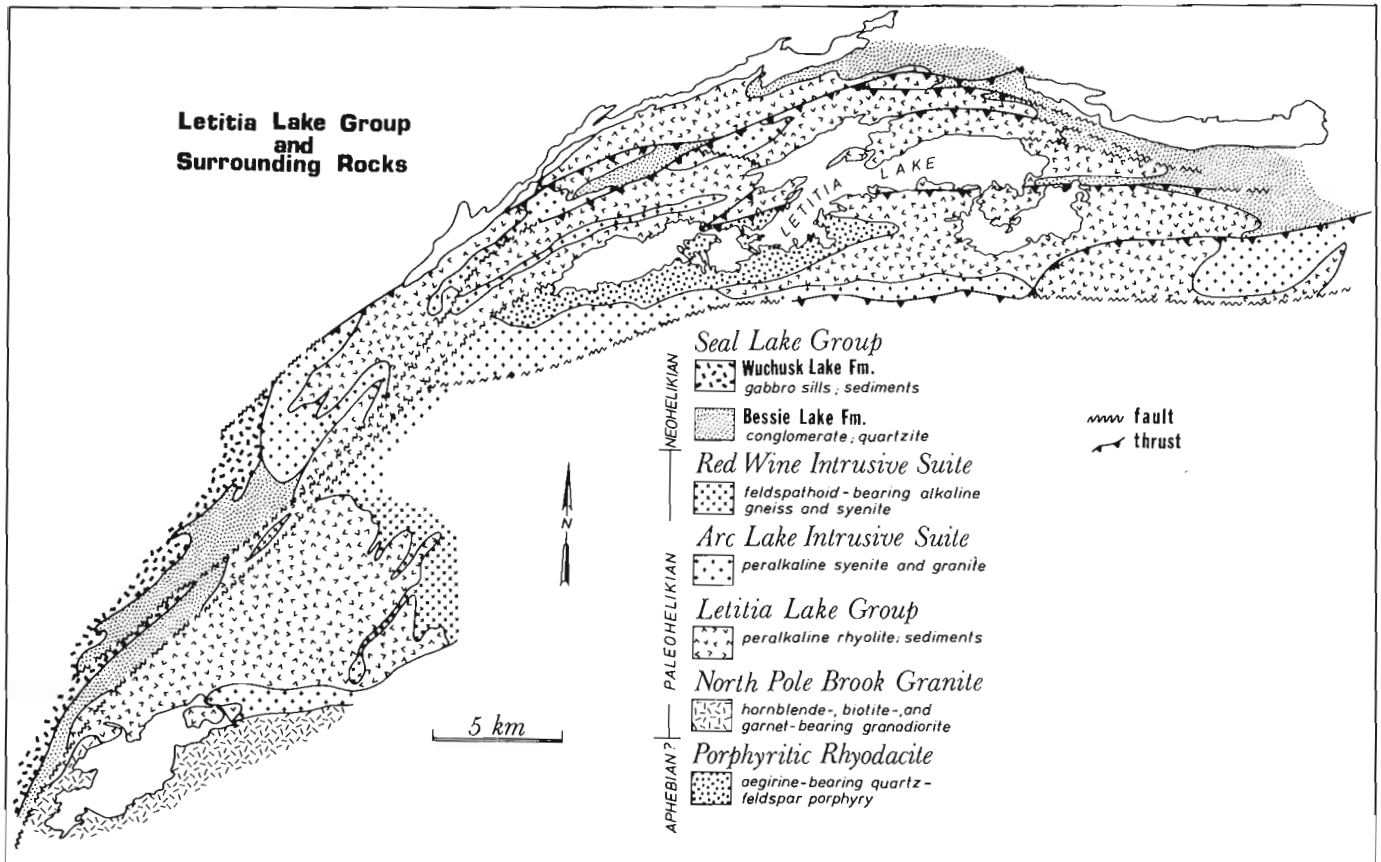 Letitia Lake Group
and
Surrounding Rocks
LETITIA LAKE
Seal Lake Group
Wuchusk Lake Fm.
gabbro sills; sediments
Bessie Lake Fm.
conglomerate; quartzite
Red Wine Intrusive Suite
feldspathoid-bearing alkaline
gneiss and syenite
Arc Lake Intrusive Suite
peralkaline syenite and granite
Letitia Lake Group
peralkaline rhyolite; sediments
North Pole Brook Granite
hornblende-, biotite-, and
garnet-bearing granodiorite
Porphyritic Rhyodacite
aegirine-bearing quartz-
feldspar porphyry
NEOHELIKIAN
PALEOHELIKIAN
APHEBIAN?
fault
thrust
N
5 km